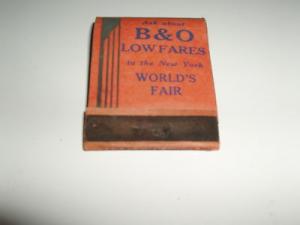 Ask about
B&O
LOW FARES
to the New York
WORLD'S
FAIR